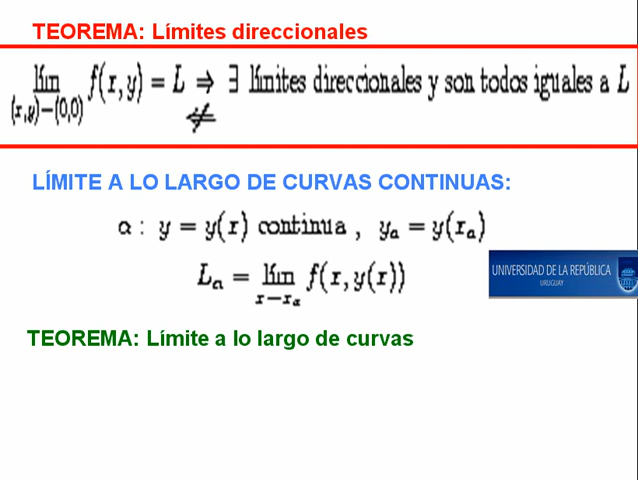 TEOREMA: Límites direccionales
lím f(x,y) = L ⇒ ∃ límites direccionales y son todos iguales a L
(x,y)→(0,0) ⇍
LÍMITE A LO LARGO DE CURVAS CONTINUAS:
α : y = y(x) continua , yₐ = y(xₐ)
Lα = lím f(x, y(x))
x→xₐ
UNIVERSIDAD DE LA REPÚBLICA
URUGUAY
TEOREMA: Límite a lo largo de curvas